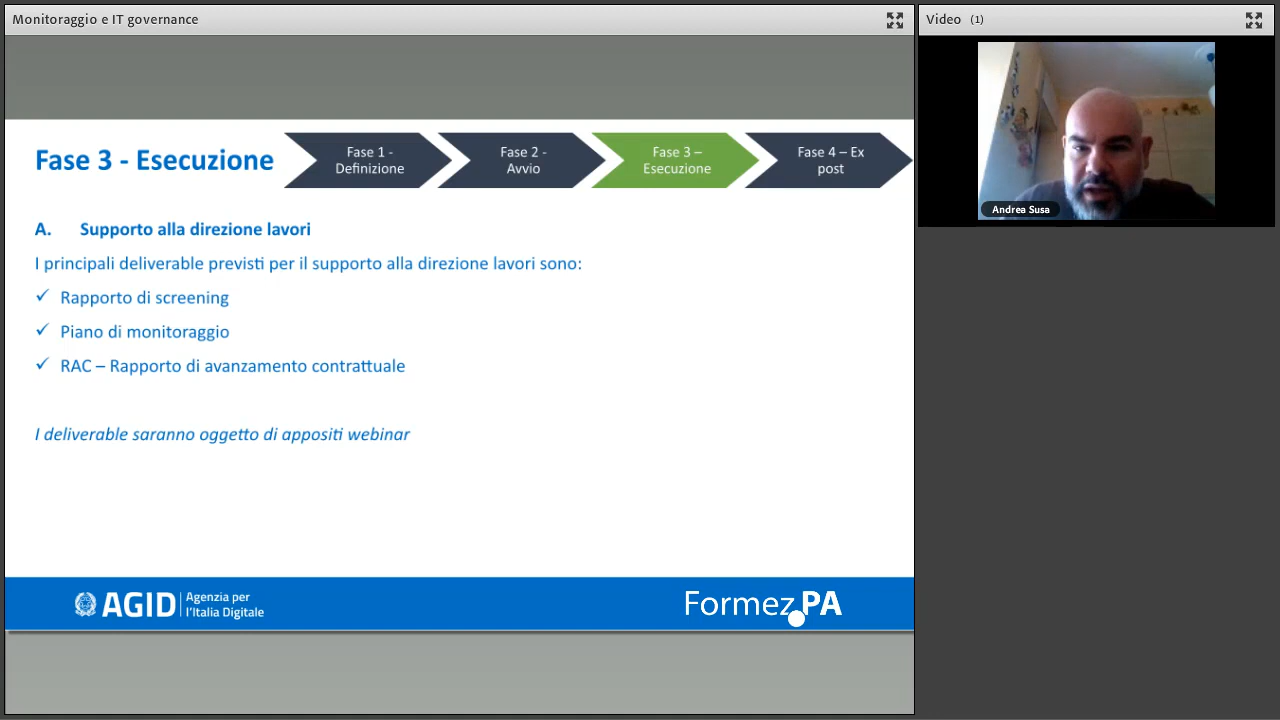 Monitoraggio e IT governance
Video (1)
Fase 3 - Esecuzione
Fase 1 -
Definizione
Fase 2 -
Avvio
Fase 3 –
Esecuzione
Fase 4 – Ex
post
Andrea Susa
A. Supporto alla direzione lavori
I principali deliverable previsti per il supporto alla direzione lavori sono:
✓ Rapporto di screening
✓ Piano di monitoraggio
✓ RAC – Rapporto di avanzamento contrattuale
I deliverable saranno oggetto di appositi webinar
AGID Agenzia per
l'Italia Digitale
Formez PA